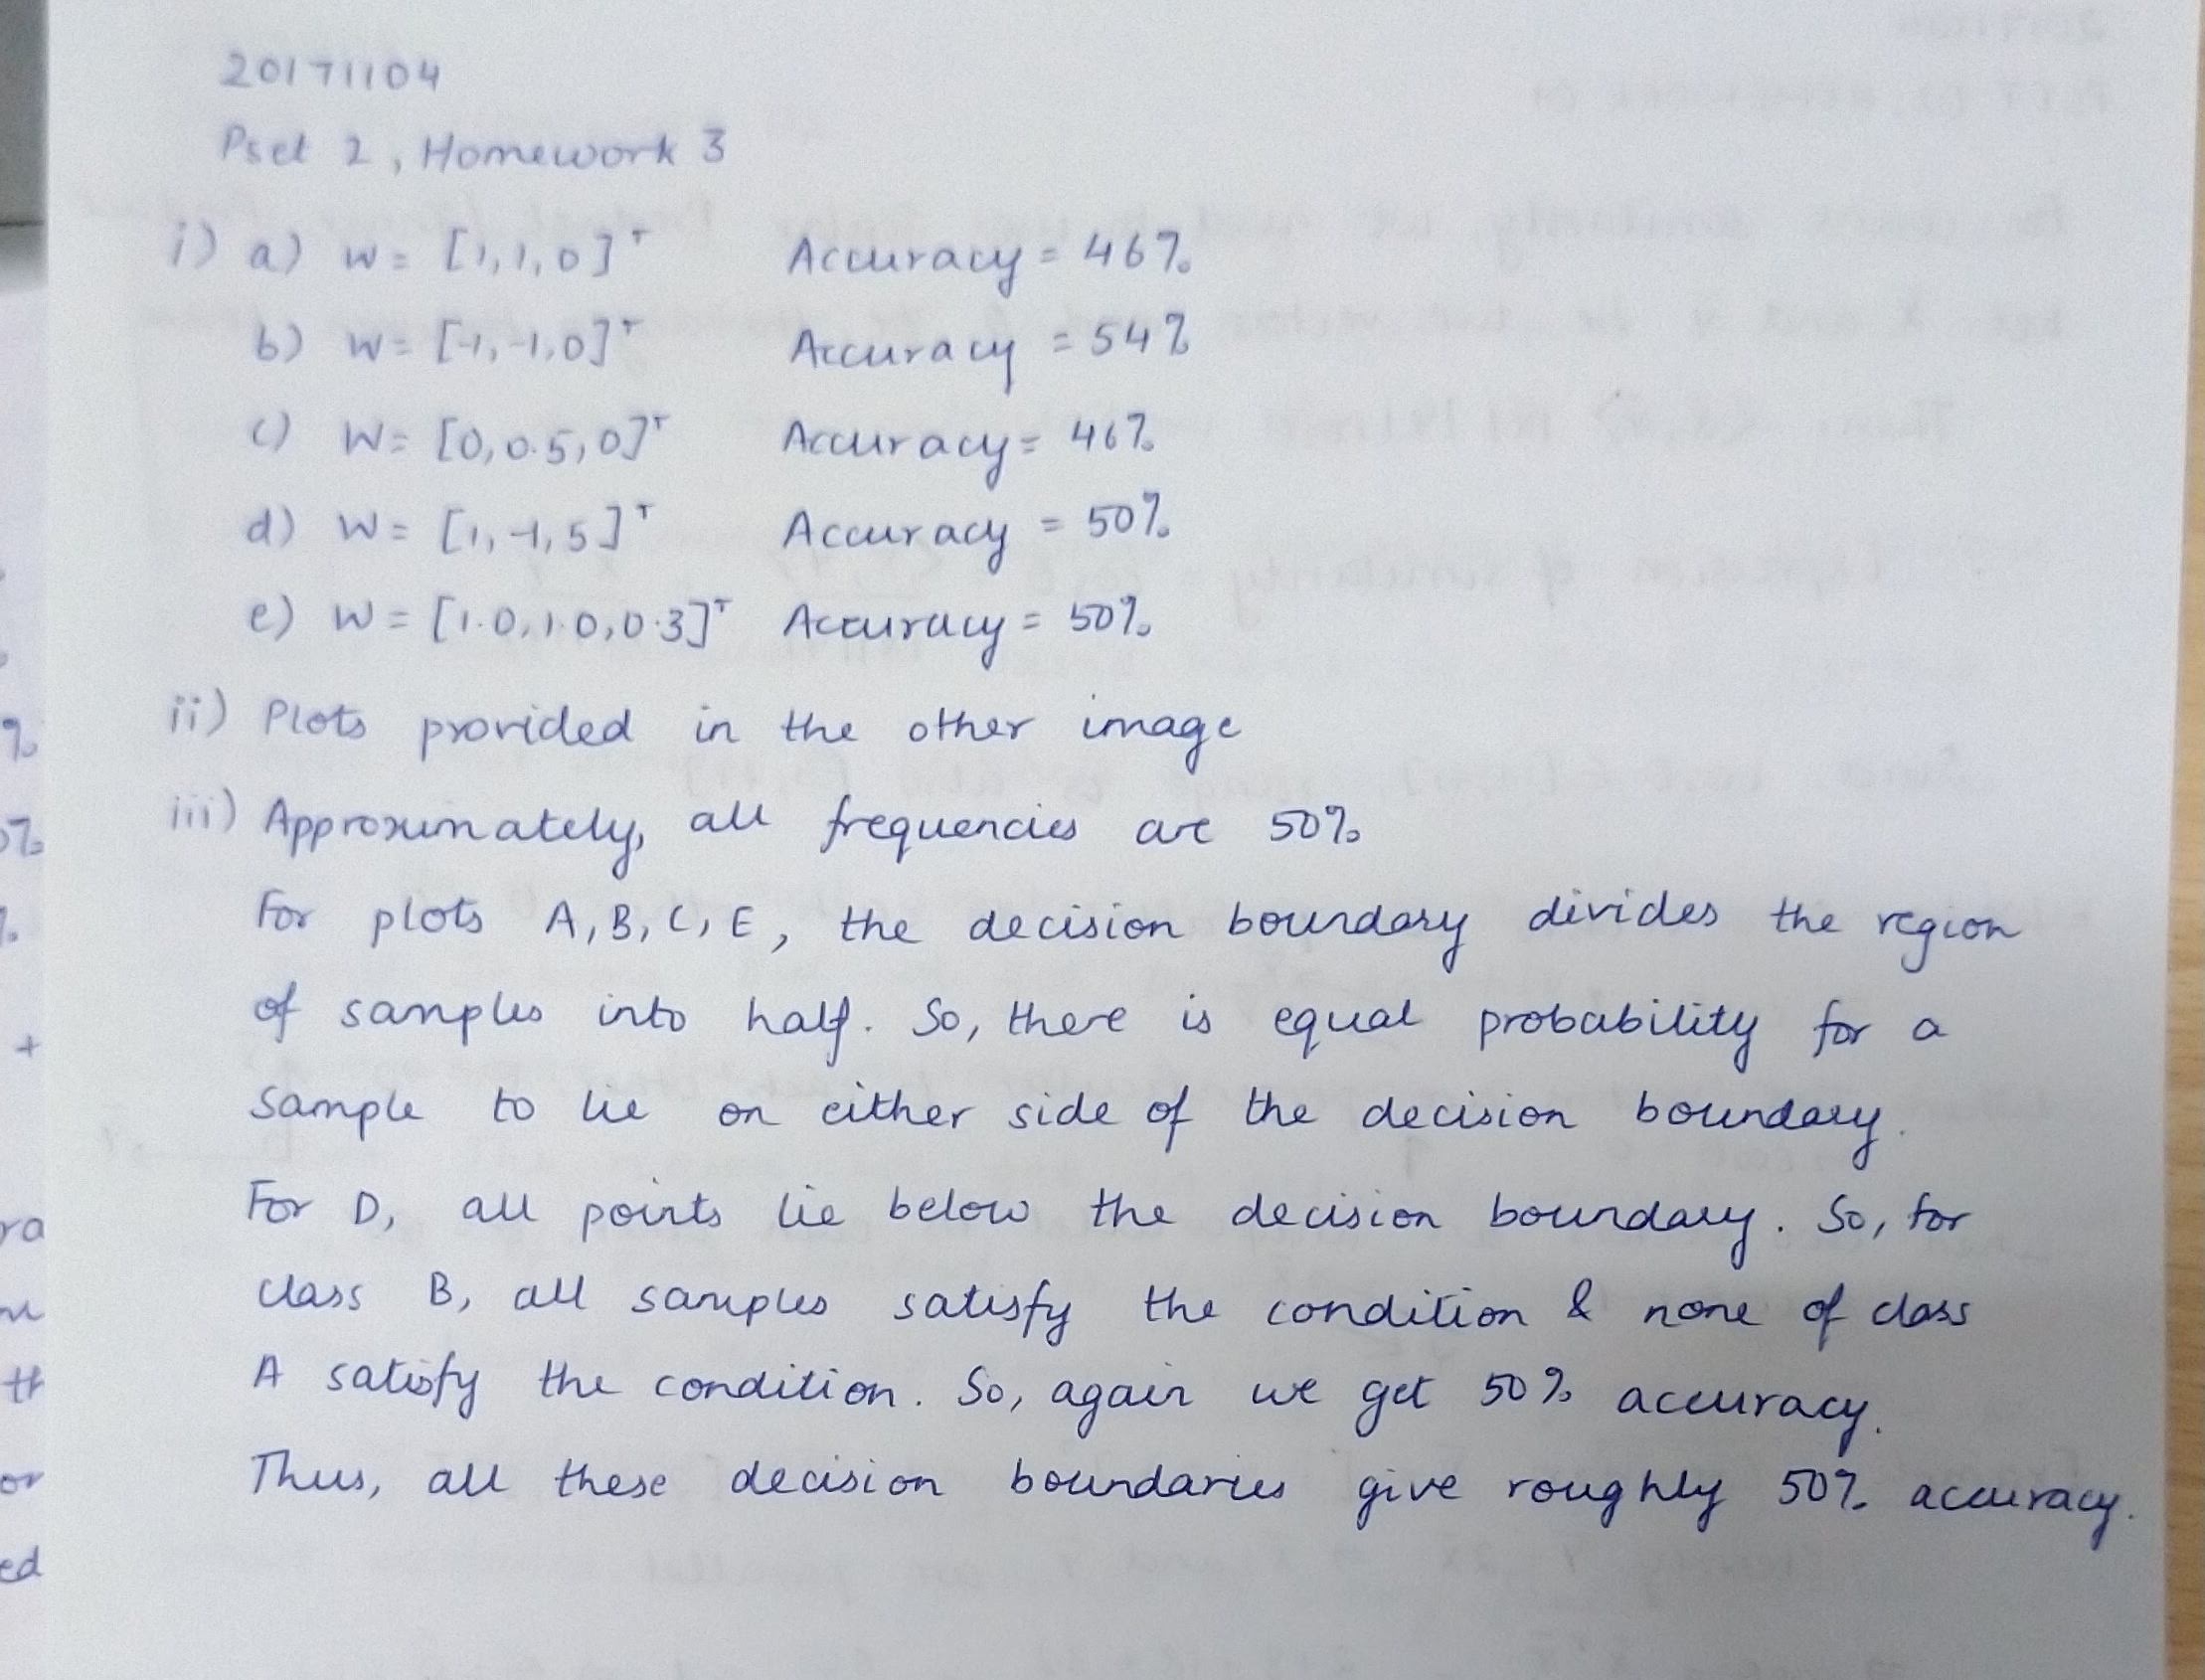 20171104
Pset 2, Homework 3
i) a) W = [1,1,0]ᵀ Accuracy = 46%
b) W = [-1,-1,0]ᵀ Accuracy = 54%
c) W = [0,0.5,0]ᵀ Accuracy = 46%
d) W = [1,-1,5]ᵀ Accuracy = 50%
e) W = [1.0,1.0,0.3]ᵀ Accuracy = 50%
ii) Plots provided in the other image
iii) Approximately, all frequencies are 50%
For plots A, B, C, E, the decision boundary divides the region
of samples into half. So, there is equal probability for a
sample to lie on either side of the decision boundary.
For D, all points lie below the decision boundary. So, for
class B, all samples satisfy the condition & none of class
A satisfy the condition. So, again we get 50% accuracy.
Thus, all these decision boundaries give roughly 50% accuracy.